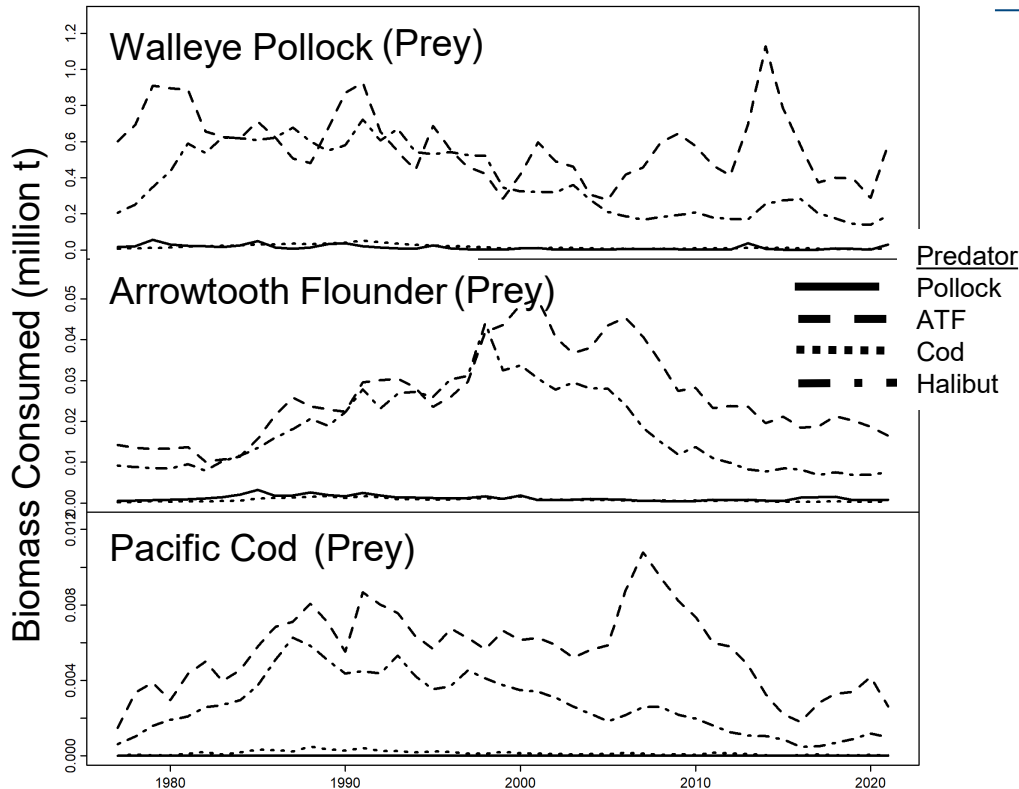 Biomass Consumed (million t)
Walleye Pollock (Prey)
1.2
1.0
0.8
0.6
0.4
0.2
0.0
Arrowtooth Flounder (Prey)
0.05
0.04
0.03
0.02
0.01
0.00
Pacific Cod (Prey)
0.012
0.008
0.004
0.000
1980 1990 2000 2010 2020
Predator
Pollock
ATF
Cod
Halibut